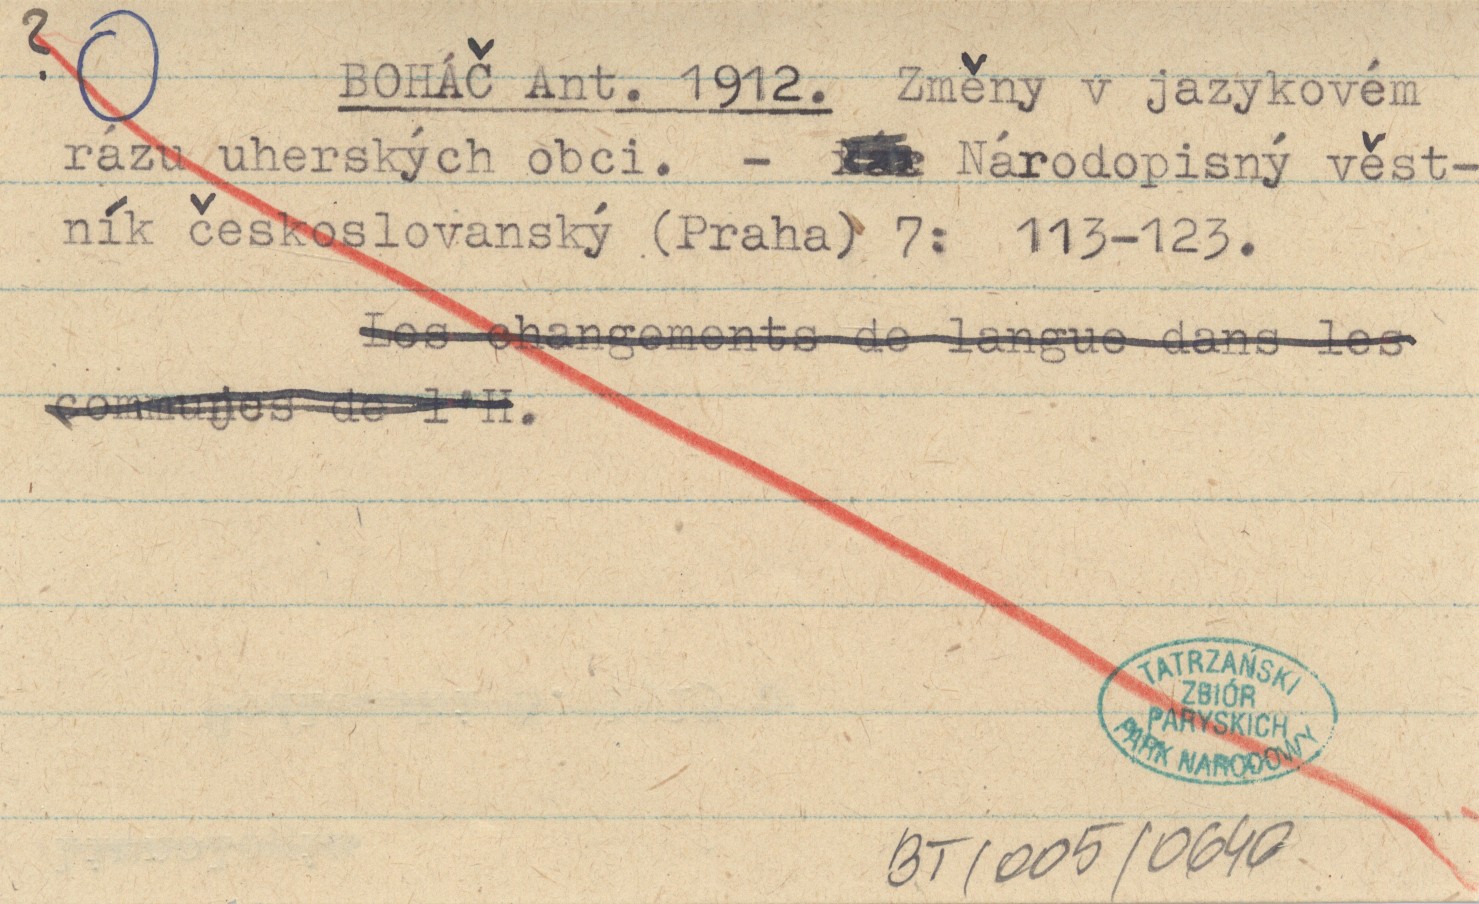 ?
BOHÁČ Ant. 1912. Změny v jazykovém
rázu uherských obci. - Národopisný věst-
ník českoslovanský (Praha) 7: 113-123.
Les changements de langue dans les
communes de l'H.
TATRZAŃSKI
ZBIÓR
PARYSKICH
PARK NARODOWY
BT/005/0640